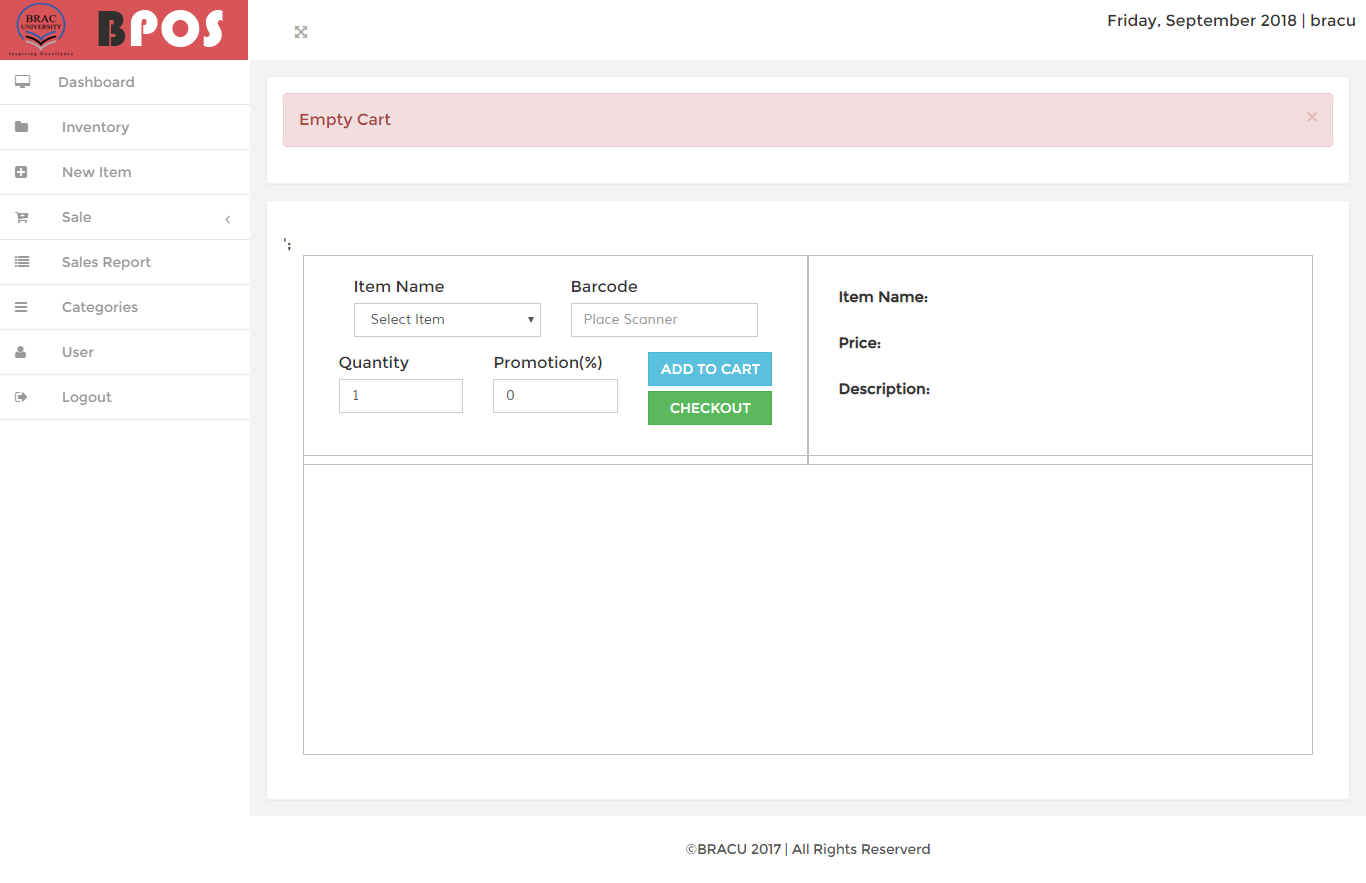 BRAC
UNIVERSITY
Inspiring Excellence
BPOS
Friday, September 2018 | bracu
Dashboard
Inventory
New Item
Sale
Sales Report
Categories
User
Logout
Empty Cart ×
';
Item Name Barcode
Select Item Place Scanner
Quantity Promotion(%)
1 0
ADD TO CART
CHECKOUT
Item Name:
Price:
Description:
©BRACU 2017 | All Rights Reserverd